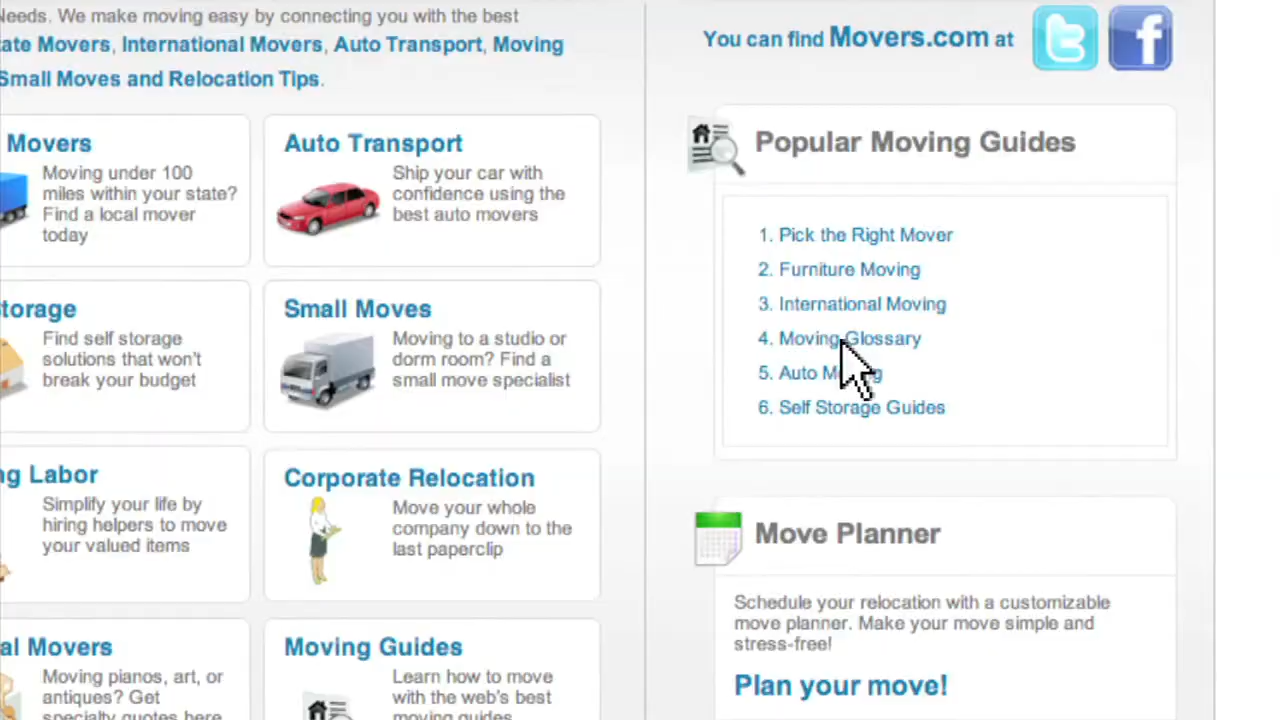 Needs. We make moving easy by connecting you with the best
ate Movers, International Movers, Auto Transport, Moving
Small Moves and Relocation Tips.
Movers
Moving under 100
miles within your state?
Find a local mover
today
Auto Transport
Ship your car with
confidence using the
best auto movers
torage
Find self storage
solutions that won't
break your budget
Small Moves
Moving to a studio or
dorm room? Find a
small move specialist
ng Labor
Simplify your life by
hiring helpers to move
your valued items
Corporate Relocation
Move your whole
company down to the
last paperclip
al Movers
Moving pianos, art, or
antiques? Get
specialty quotes here
Moving Guides
Learn how to move
with the web's best
moving guides
You can find Movers.com at
Popular Moving Guides
1. Pick the Right Mover
2. Furniture Moving
3. International Moving
4. Moving Glossary
5. Auto Moving
6. Self Storage Guides
Move Planner
Schedule your relocation with a customizable
move planner. Make your move simple and
stress-free!
Plan your move!